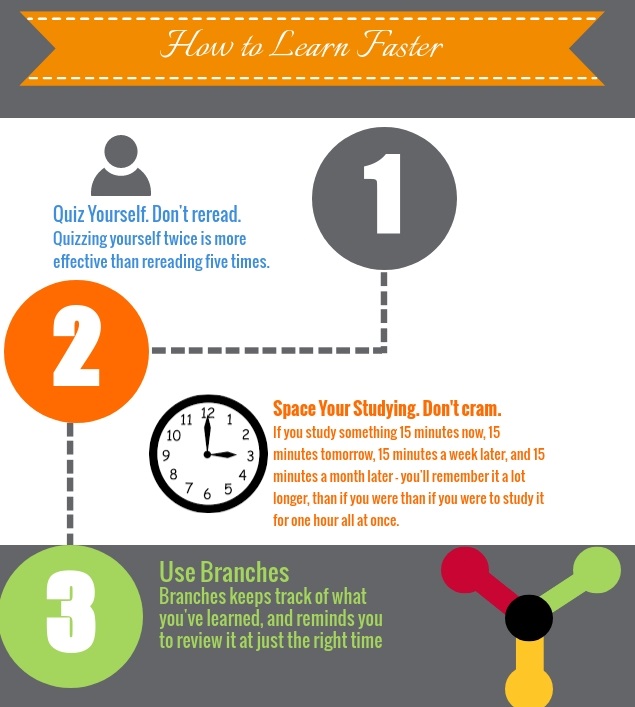 How to Learn Faster
1
Quiz Yourself. Don't reread.
Quizzing yourself twice is more
effective than rereading five times.
2
12
1
2
3
4
5
6
7
8
9
10
11
Space Your Studying. Don't cram.
If you study something 15 minutes now, 15
minutes tomorrow, 15 minutes a week later, and 15
minutes a month later - you'll remember it a lot
longer, than if you were than if you were to study it
for one hour all at once.
3
Use Branches
Branches keeps track of what
you've learned, and reminds you
to review it at just the right time